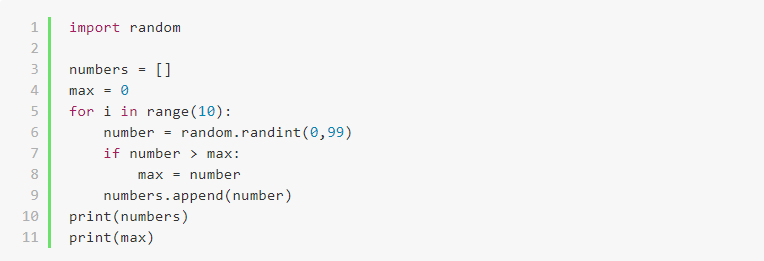 1 import random
2
3 numbers = []
4 max = 0
5 for i in range(10):
6     number = random.randint(0,99)
7     if number > max:
8         max = number
9     numbers.append(number)
10 print(numbers)
11 print(max)